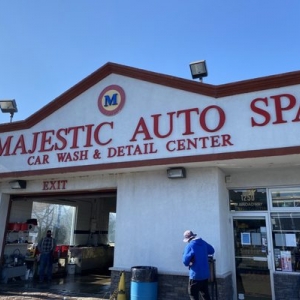 M
MAJESTIC AUTO SPA
CAR WASH & DETAIL CENTER
EXIT